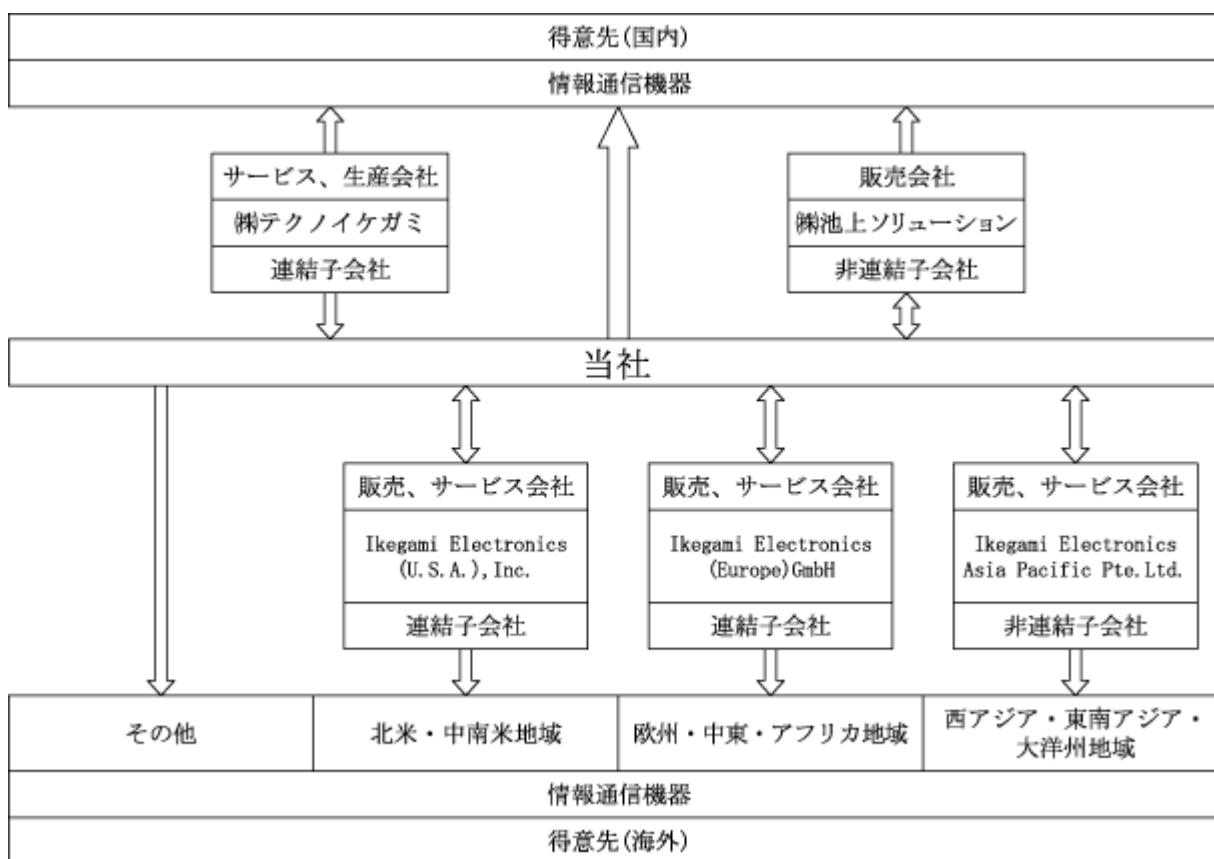 得意先(国内)
情報通信機器
サービス、生産会社
㈱テクノイケガミ
連結子会社
販売会社
㈱池上ソリューション
非連結子会社
当社
販売、サービス会社
Ikegami Electronics
(U.S.A.),Inc.
連結子会社
販売、サービス会社
Ikegami Electronics
(Europe)GmbH
連結子会社
販売、サービス会社
Ikegami Electronics
Asia Pacific Pte.Ltd.
非連結子会社
その他
北米・中南米地域
欧州・中東・アフリカ地域
西アジア・東南アジア・
大洋州地域
情報通信機器
得意先(海外)